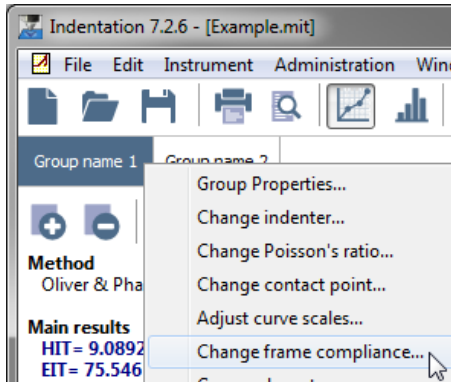 Indentation 7.2.6 - [Example.mit]
File Edit Instrument Administration
Group name 1 Group name 2
Group Properties...
Change indenter...
Change Poisson's ratio...
Method
Oliver & Pha
Change contact point...
Adjust curve scales...
Main results
HIT= 9.0892
Change frame compliance...
EIT= 75.546